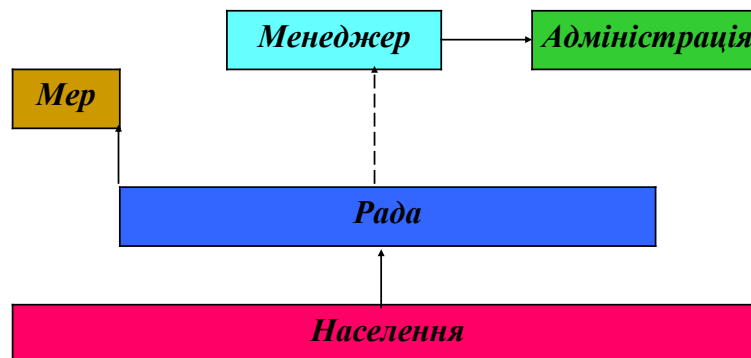 Менеджер
Адміністрація
Мер
Рада
Населення